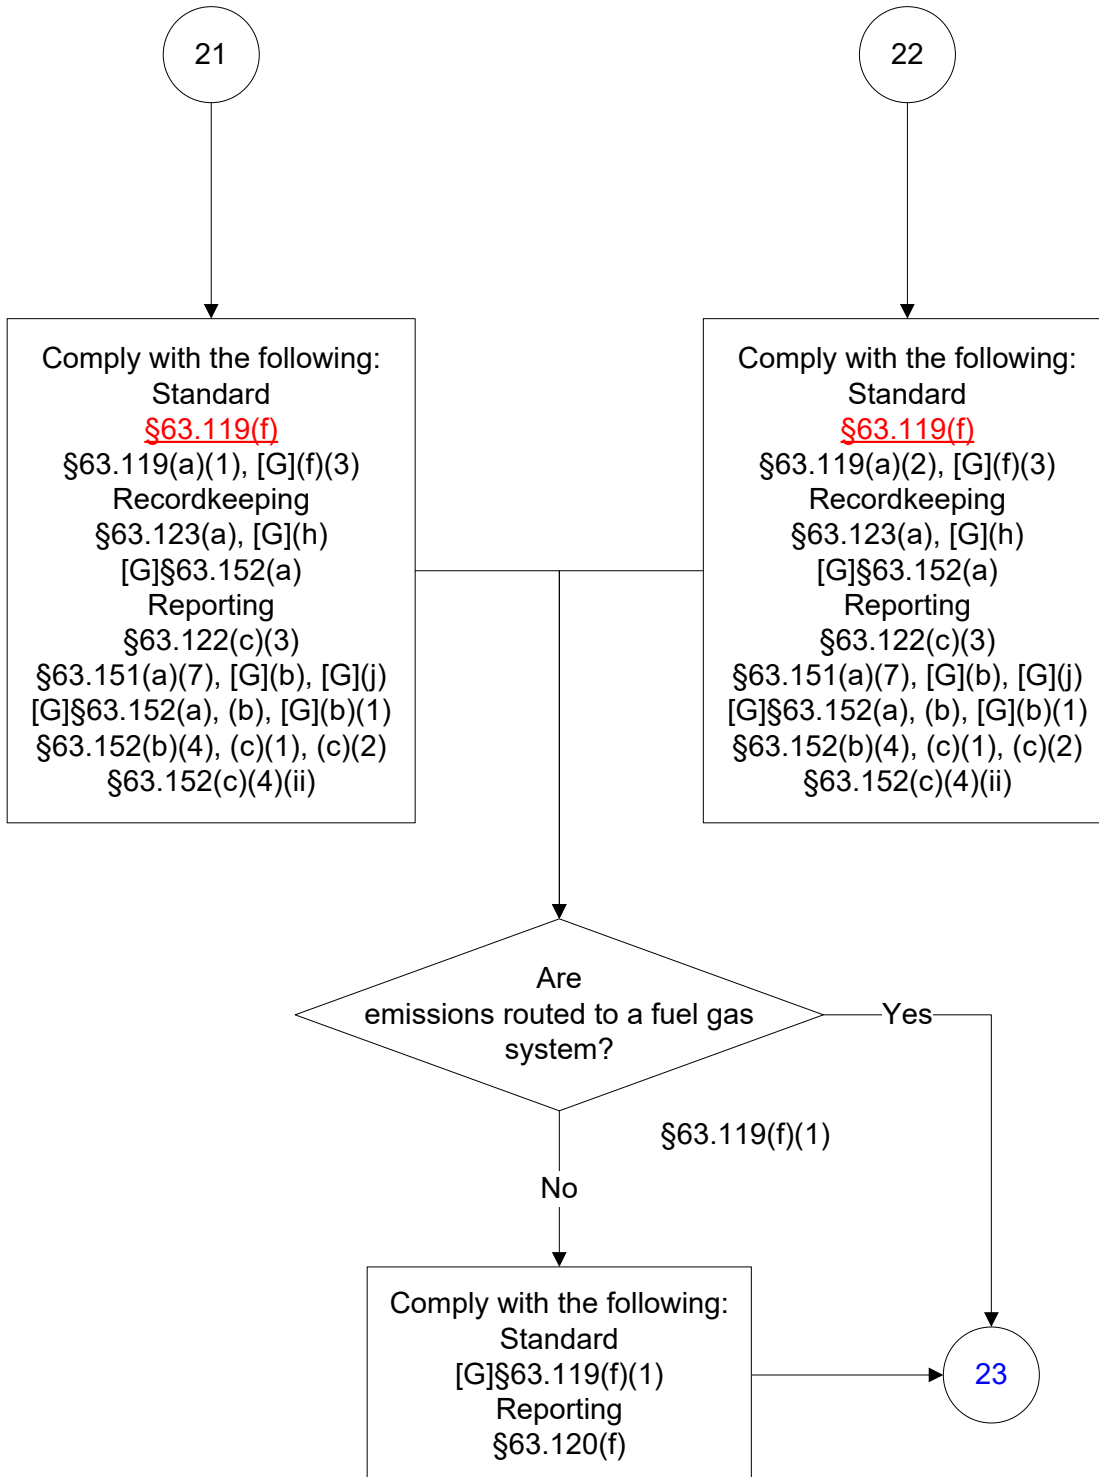 21
22
Comply with the following:
Standard
§63.119(f)
§63.119(a)(1), [G](f)(3)
Recordkeeping
§63.123(a), [G](h)
[G]§63.152(a)
Reporting
§63.122(c)(3)
§63.151(a)(7), [G](b), [G](j)
[G]§63.152(a), (b), [G](b)(1)
§63.152(b)(4), (c)(1), (c)(2)
§63.152(c)(4)(ii)
Comply with the following:
Standard
§63.119(f)
§63.119(a)(2), [G](f)(3)
Recordkeeping
§63.123(a), [G](h)
[G]§63.152(a)
Reporting
§63.122(c)(3)
§63.151(a)(7), [G](b), [G](j)
[G]§63.152(a), (b), [G](b)(1)
§63.152(b)(4), (c)(1), (c)(2)
§63.152(c)(4)(ii)
Are
emissions routed to a fuel gas
system?
Yes
§63.119(f)(1)
No
Comply with the following:
Standard
[G]§63.119(f)(1)
Reporting
§63.120(f)
23